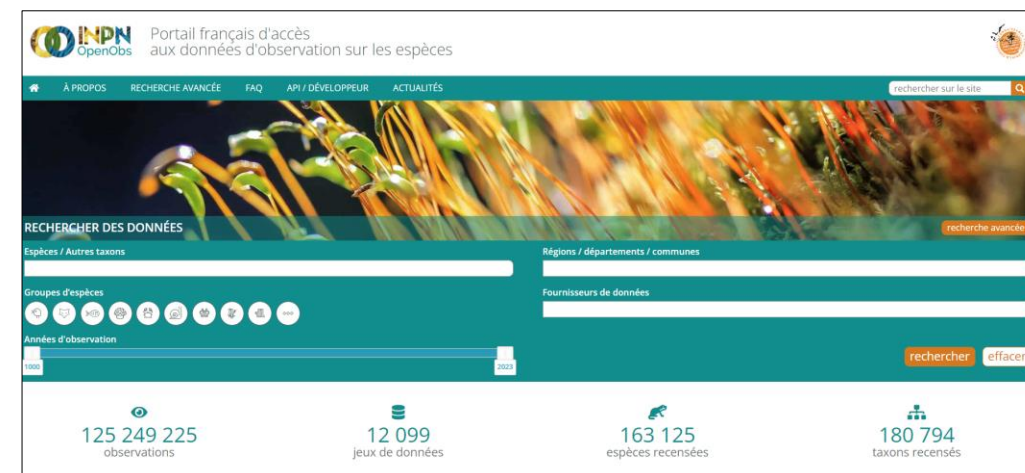 INPN
OpenObs
Portail français d'accès
aux données d'observation sur les espèces
À PROPOS RECHERCHE AVANCÉE FAQ API / DÉVELOPPEUR ACTUALITÉS rechercher sur le site
RECHERCHER DES DONNÉES recherche avancée
Espèces / Autres taxons Régions / départements / communes
Groupes d'espèces Fournisseurs de données
Années d'observation
rechercher effacer
1000 2023
125 249 225 12 099 163 125 180 794
observations jeux de données espèces recensées taxons recensés